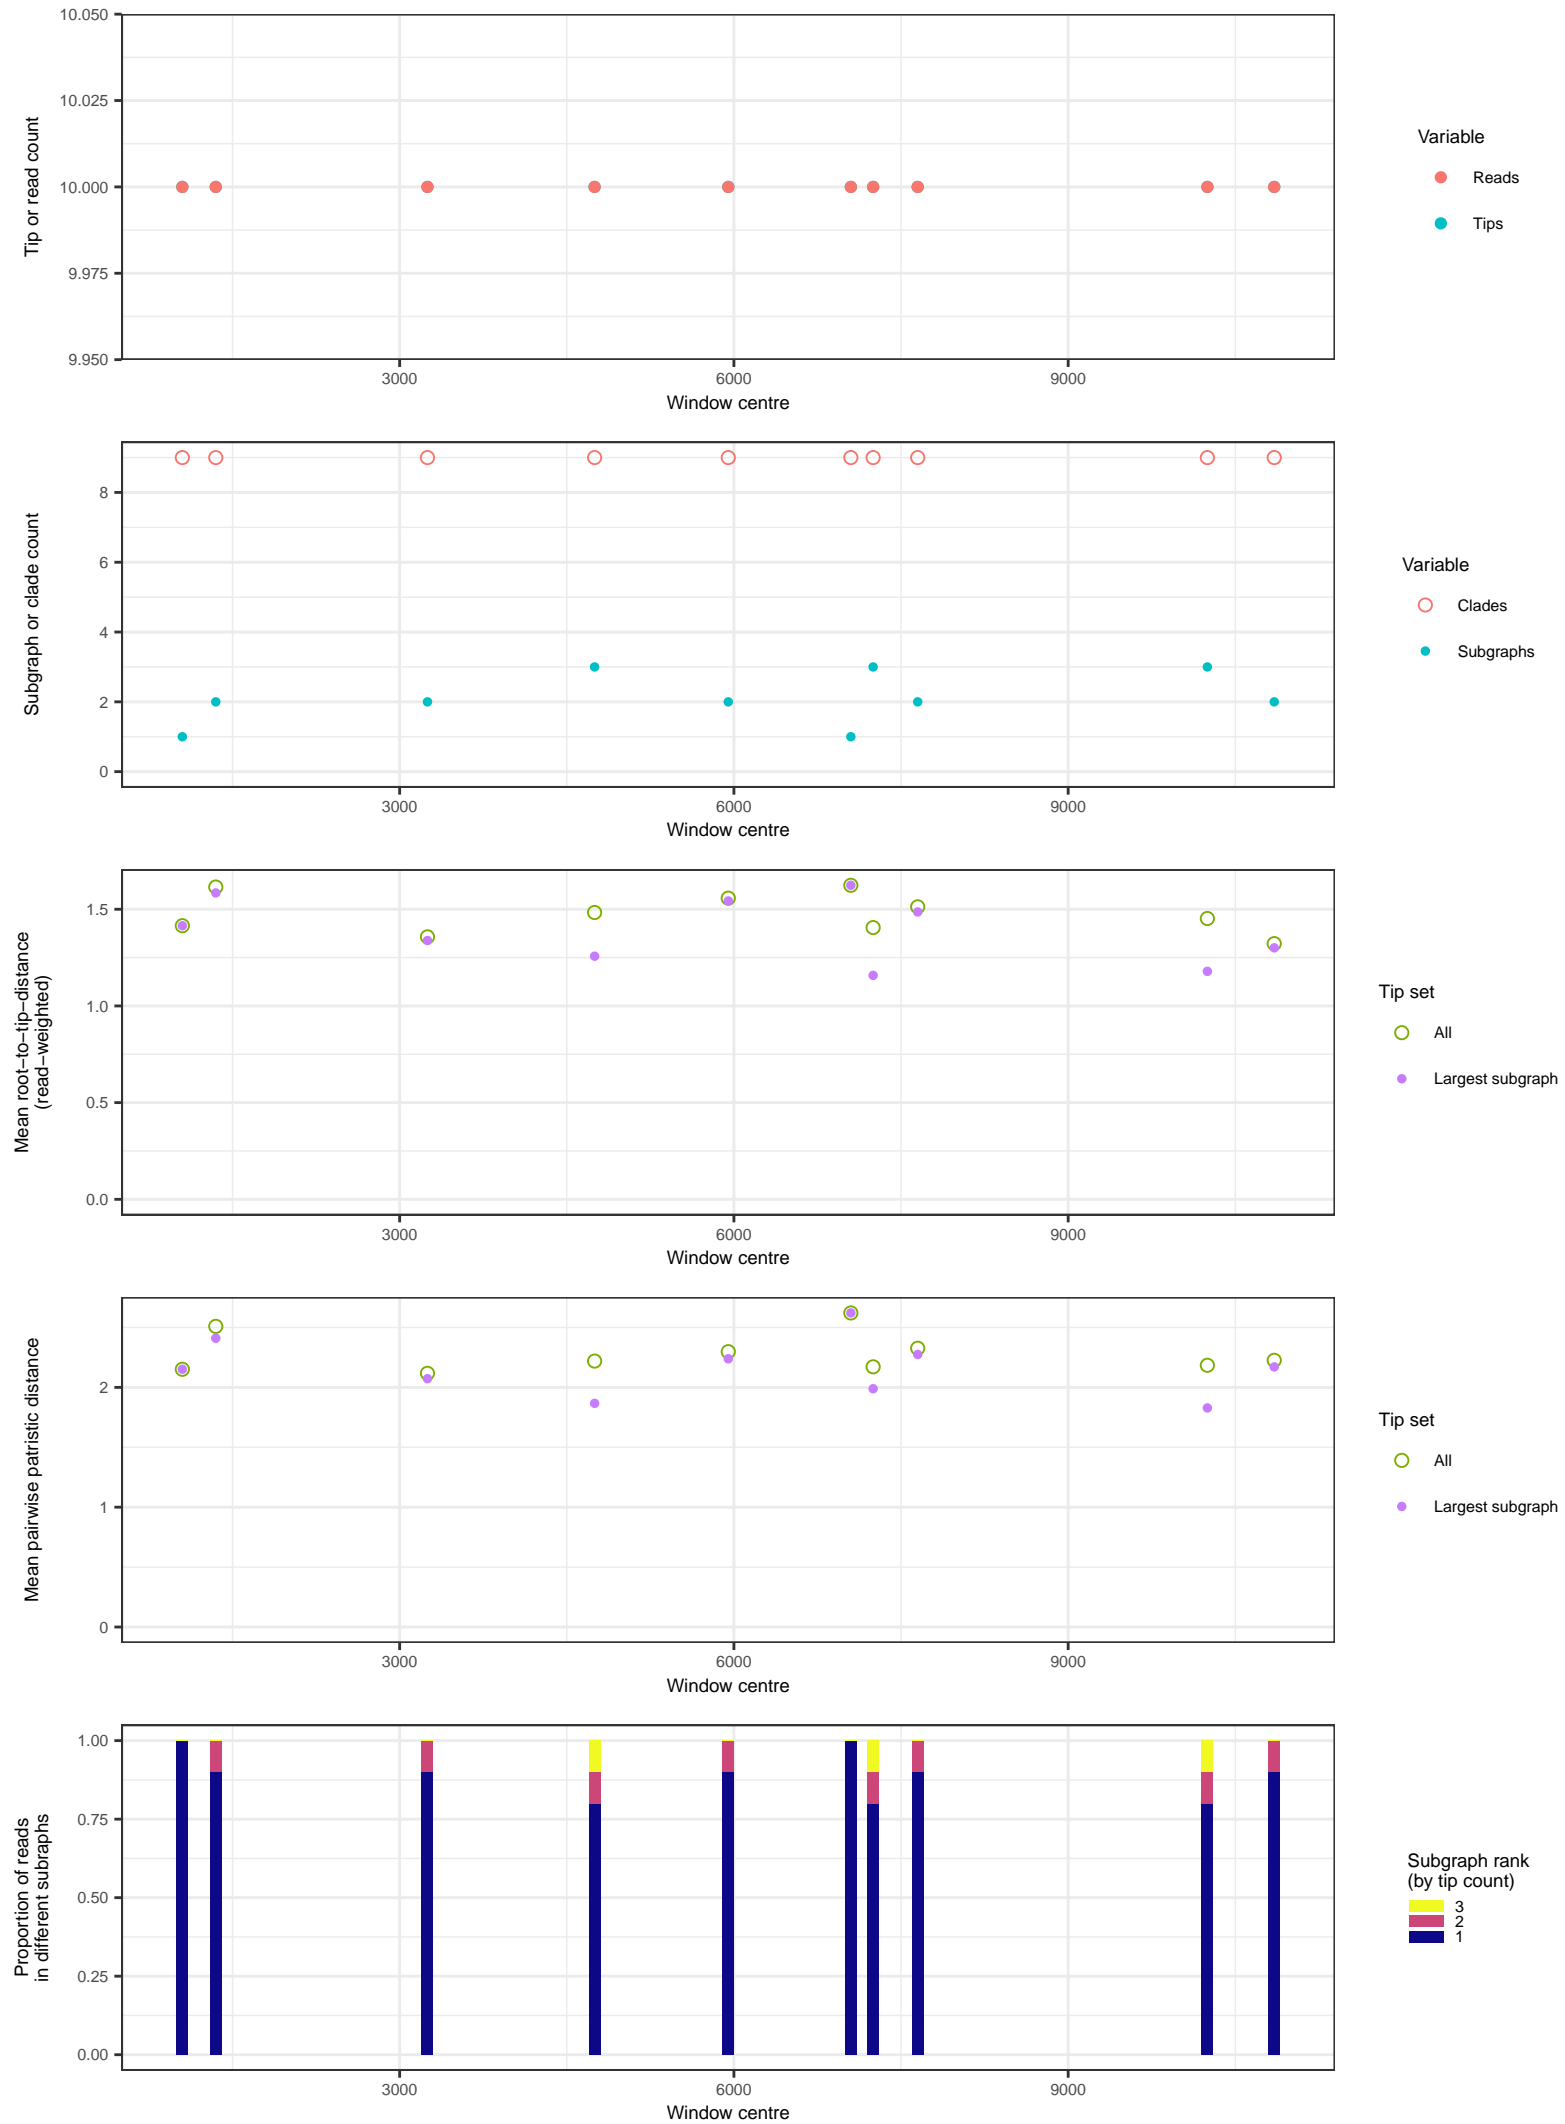 10.050
10.025
10.000
9.975
9.950
Tip or read count
3000 6000 9000
Window centre
Variable
Reads
Tips
8
6
4
2
0
Subgraph or clade count
3000 6000 9000
Window centre
Variable
Clades
Subgraphs
1.5
1.0
0.5
0.0
Mean root−to−tip−distance
(read−weighted)
3000 6000 9000
Window centre
Tip set
All
Largest subgraph
2
1
0
Mean pairwise patristic distance
3000 6000 9000
Window centre
Tip set
All
Largest subgraph
1.00
0.75
0.50
0.25
0.00
Proportion of reads
in different subraphs
3000 6000 9000
Window centre
Subgraph rank
(by tip count)
3
2
1